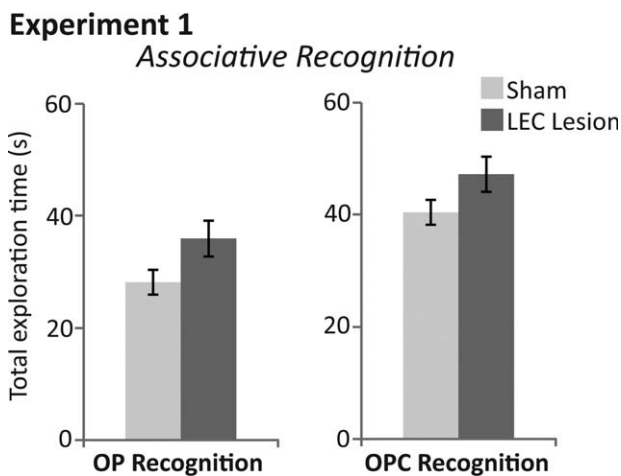 Experiment 1
Associative Recognition
Sham
LEC Lesion
Total exploration time (s)
60
40
20
0
OP Recognition
60
40
20
0
OPC Recognition